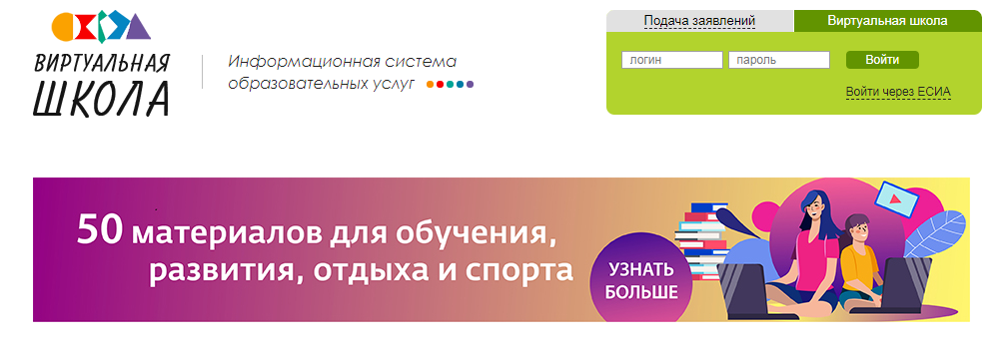 ВИРТУАЛЬНАЯ
ШКОЛА
Информационная система
образовательных услуг
Подача заявлений
Виртуальная школа
логин
пароль
Войти
Войти через ЕСИА
50 материалов для обучения,
развития, отдыха и спорта
УЗНАТЬ
БОЛЬШЕ